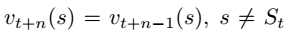 v_{t+n}(s) = v_{t+n−1}(s), s ≠ S_t